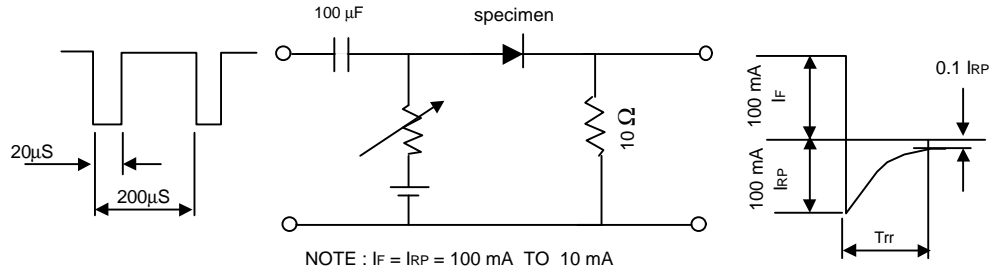 100 μF
specimen
20μS
200μS
10 Ω
100 mA
IF
100 mA
IRP
0.1 IRP
Trr
NOTE : IF = IRP = 100 mA TO 10 mA